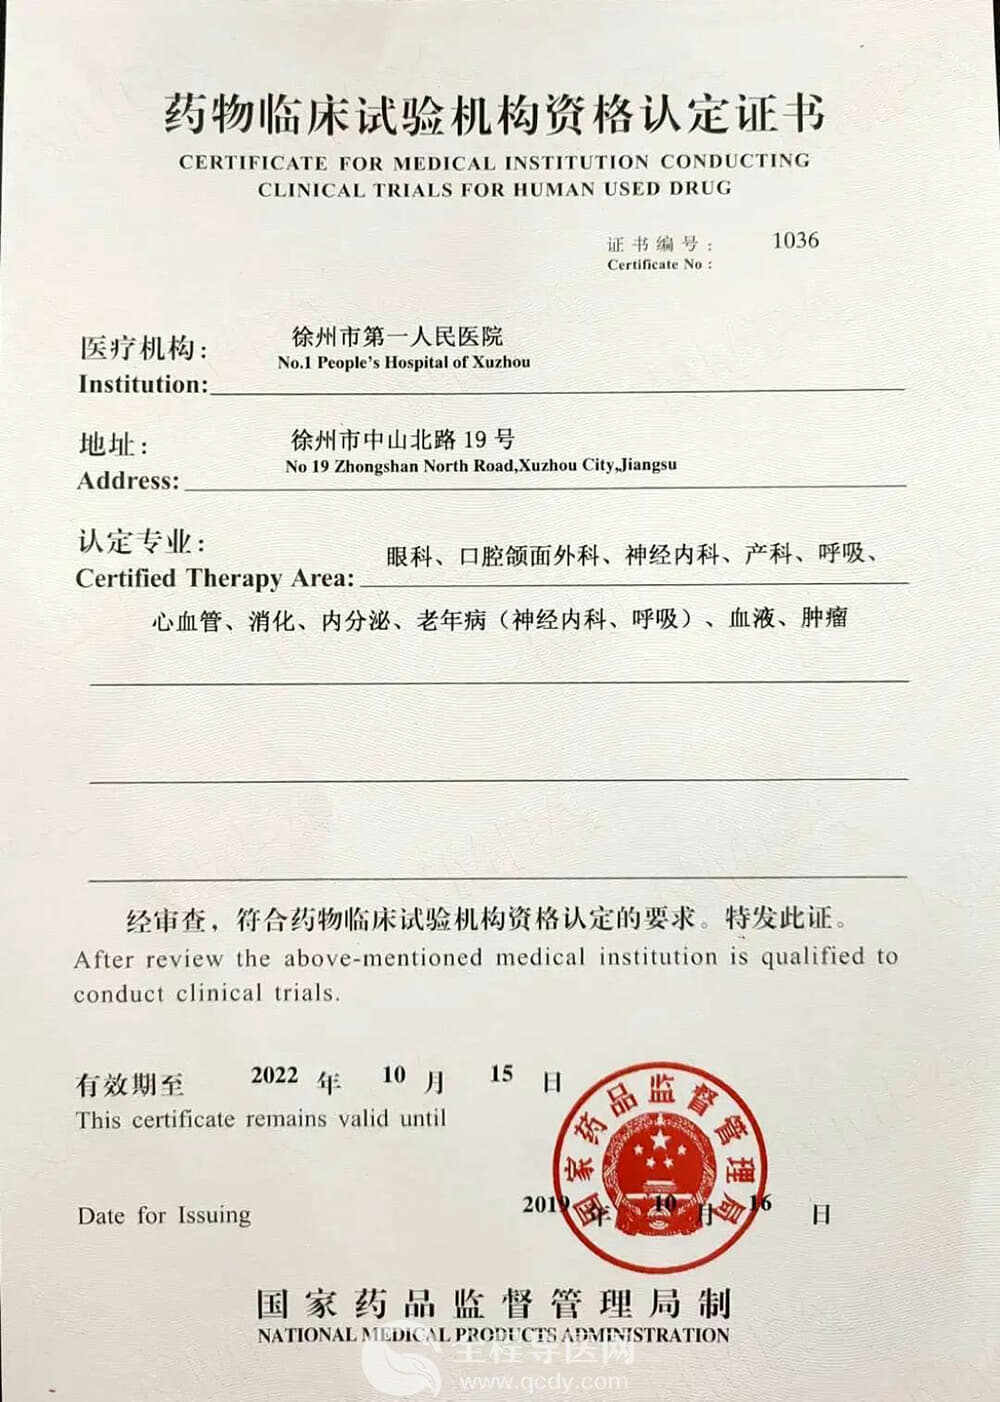 药物临床试验机构资格认定证书
CERTIFICATE FOR MEDICAL INSTITUTION CONDUCTING
CLINICAL TRIALS FOR HUMAN USED DRUG
证书编号： 1036
Certificate No：
医疗机构： 徐州市第一人民医院
Institution: No.1 People's Hospital of Xuzhou
地址： 徐州市中山北路 19 号
Address: No 19 Zhongshan North Road,Xuzhou City,Jiangsu
认定专业：
Certified Therapy Area: 眼科、口腔颌面外科、神经内科、产科、呼吸、
心血管、消化、内分泌、老年病（神经内科、呼吸）、血液、肿瘤
经审查，符合药物临床试验机构资格认定的要求。特发此证。
After review the above-mentioned medical institution is qualified to
conduct clinical trials.
有效期至 2022 年 10 月 15 日
This certificate remains valid until
国家药品监督管理局
Date for Issuing 2019 年 10 月 16 日
国家药品监督管理局制
NATIONAL MEDICAL PRODUCTS ADMINISTRATION
全程导医网
www.qcdy.com